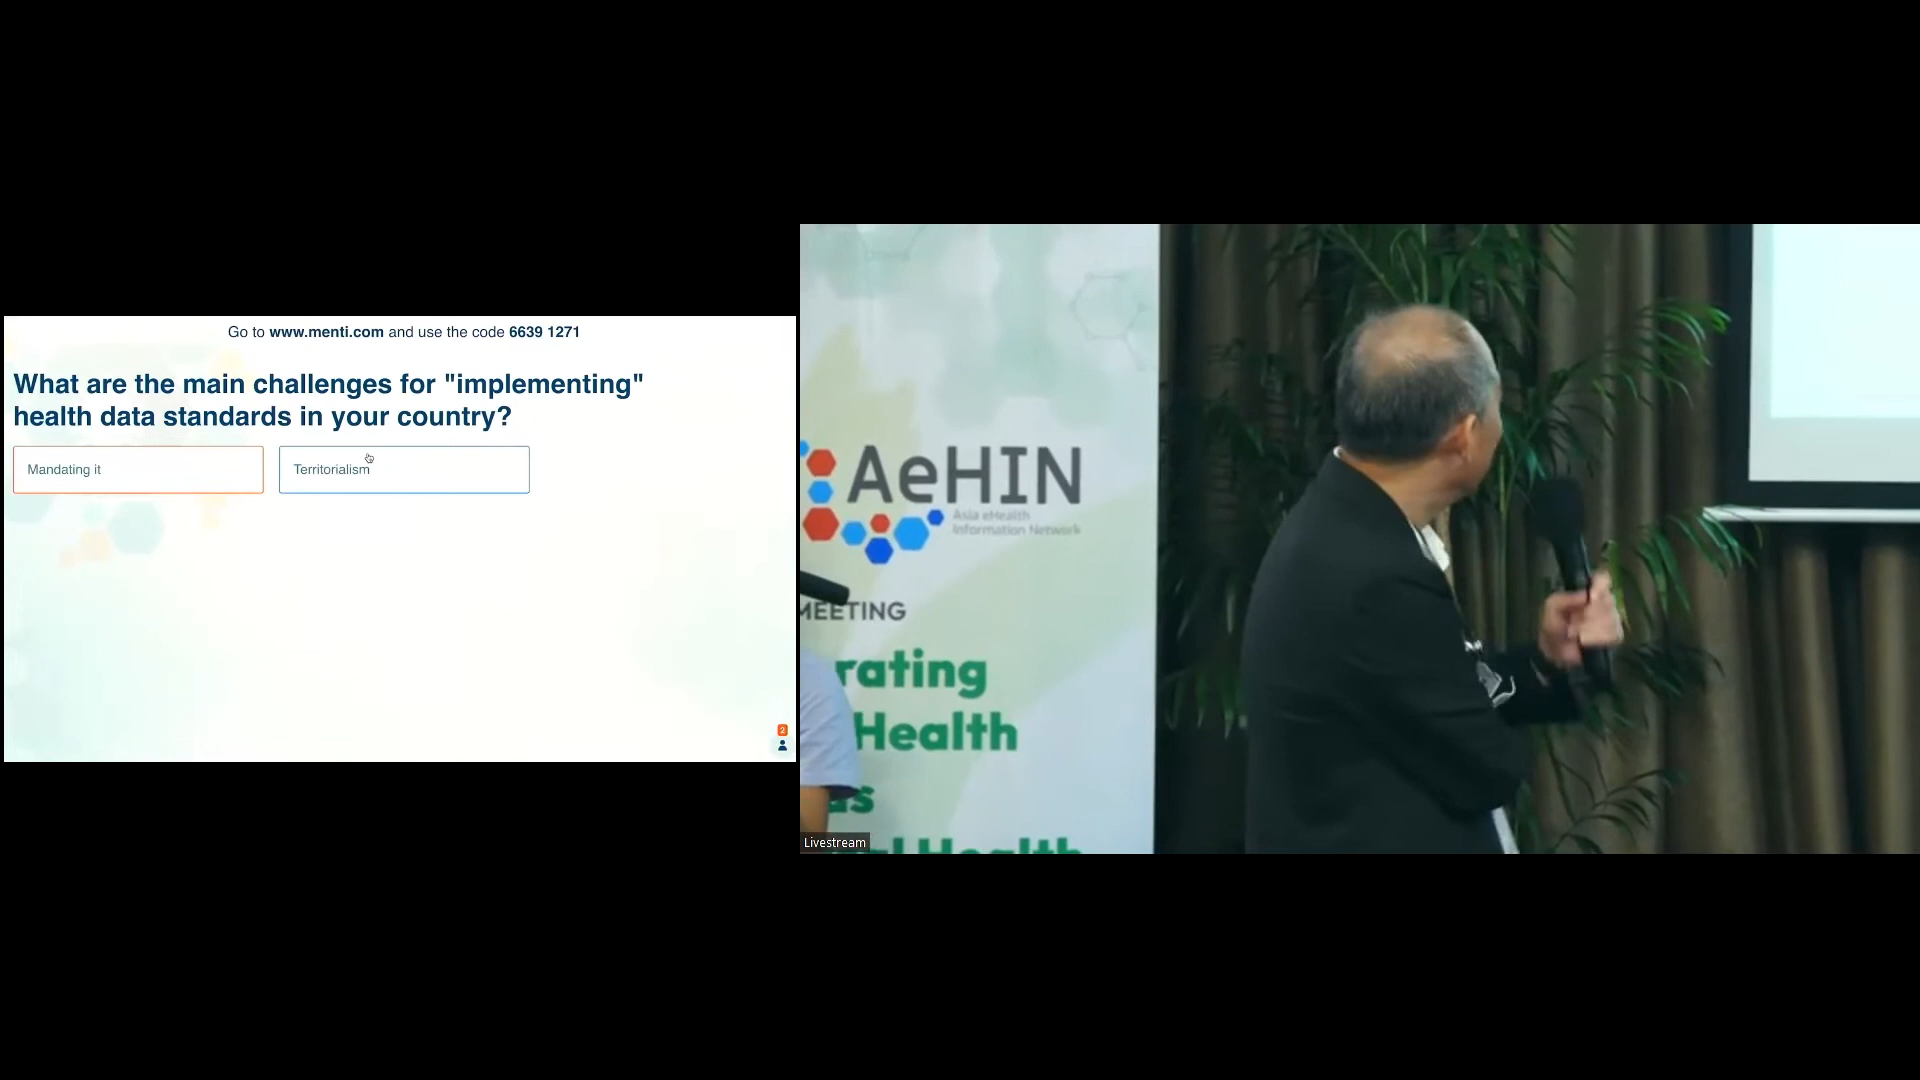 Go to www.menti.com and use the code 6639 1271
What are the main challenges for "implementing"
health data standards in your country?
Mandating it
Territorialism
2
AeHIN
Asia eHealth
Information Network
MEETING
rating
Health
Health
Livestream